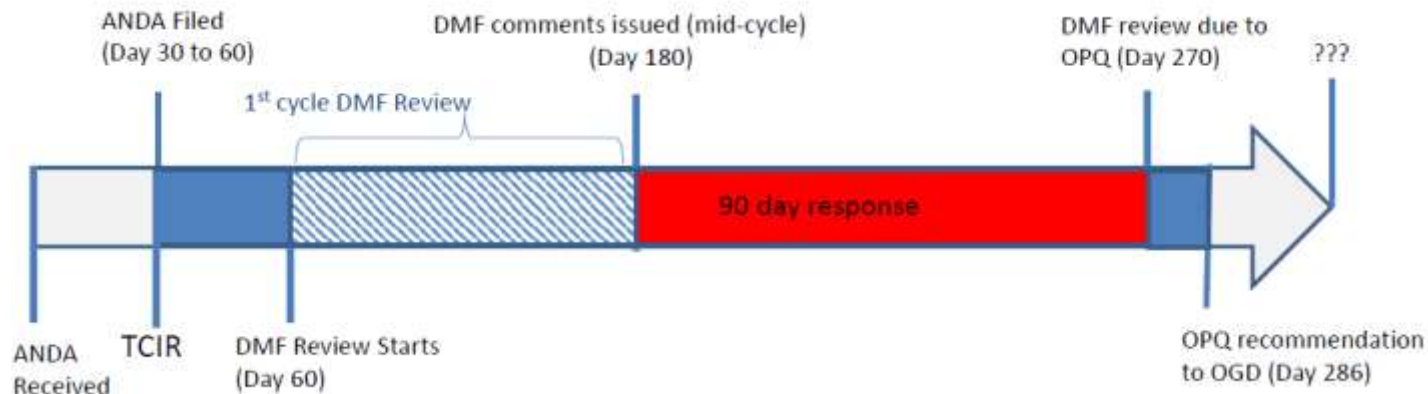 ANDA Filed
(Day 30 to 60)
DMF comments issued (mid-cycle)
(Day 180)
DMF review due to
OPQ (Day 270)
???
1st cycle DMF Review
90 day response
ANDA
Received
TCIR
DMF Review Starts
(Day 60)
OPQ recommendation
to OGD (Day 286)